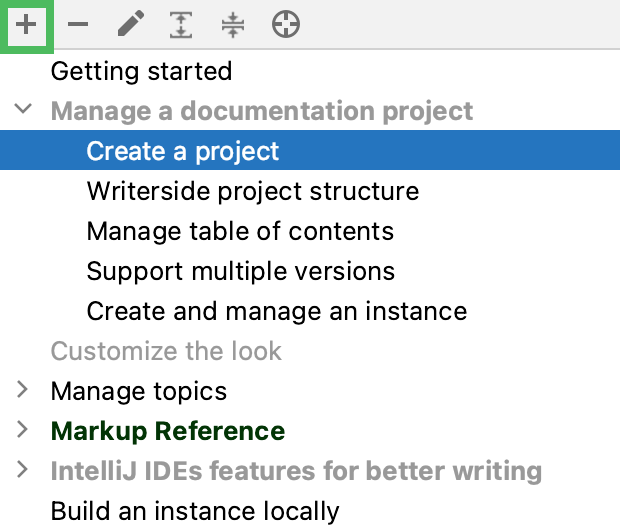 Getting started
Manage a documentation project
Create a project
Writerside project structure
Manage table of contents
Support multiple versions
Create and manage an instance
Customize the look
Manage topics
Markup Reference
IntelliJ IDEs features for better writing
Build an instance locally